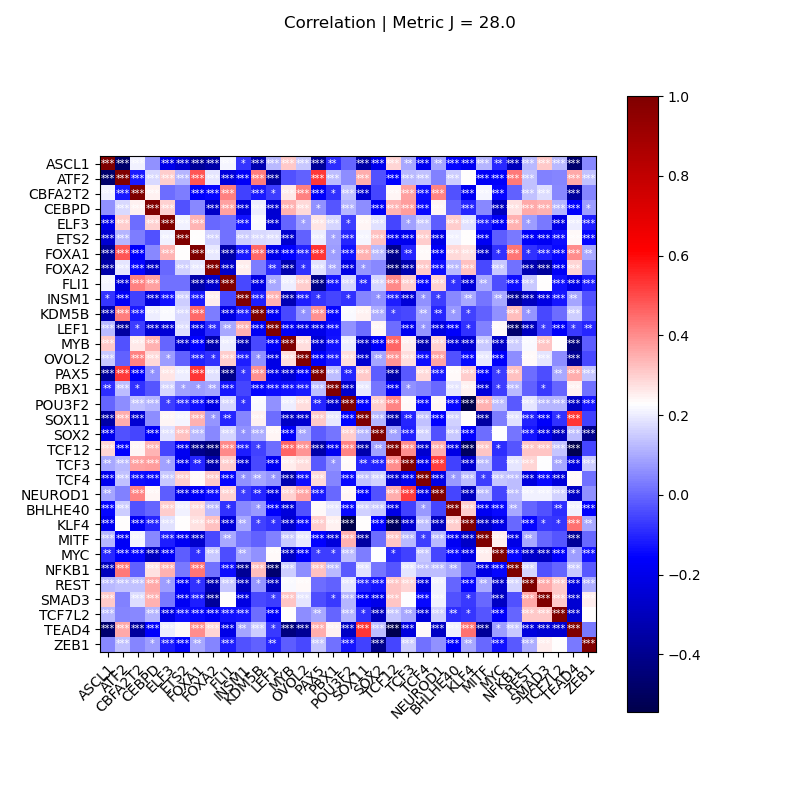 Correlation | Metric J = 28.0
ASCL1
ATF2
CBFA2T2
CEBPD
ELF3
ETS2
FOXA1
FOXA2
FLI1
INSM1
KDM5B
LEF1
MYB
OVOL2
PAX5
PBX1
POU3F2
SOX11
SOX2
TCF12
TCF3
TCF4
NEUROD1
BHLHE40
KLF4
MITF
MYC
NFKB1
REST
SMAD3
TCF7L2
TEAD4
ZEB1
ASCL1
ATF2
CBFA2T2
CEBPD
ELF3
ETS2
FOXA1
FOXA2
FLI1
INSM1
KDM5B
LEF1
MYB
OVOL2
PAX5
PBX1
POU3F2
SOX11
SOX2
TCF12
TCF3
TCF4
NEUROD1
BHLHE40
KLF4
MITF
MYC
NFKB1
REST
SMAD3
TCF7L2
TEAD4
ZEB1
1.0
0.8
0.6
0.4
0.2
0.0
−0.2
−0.4